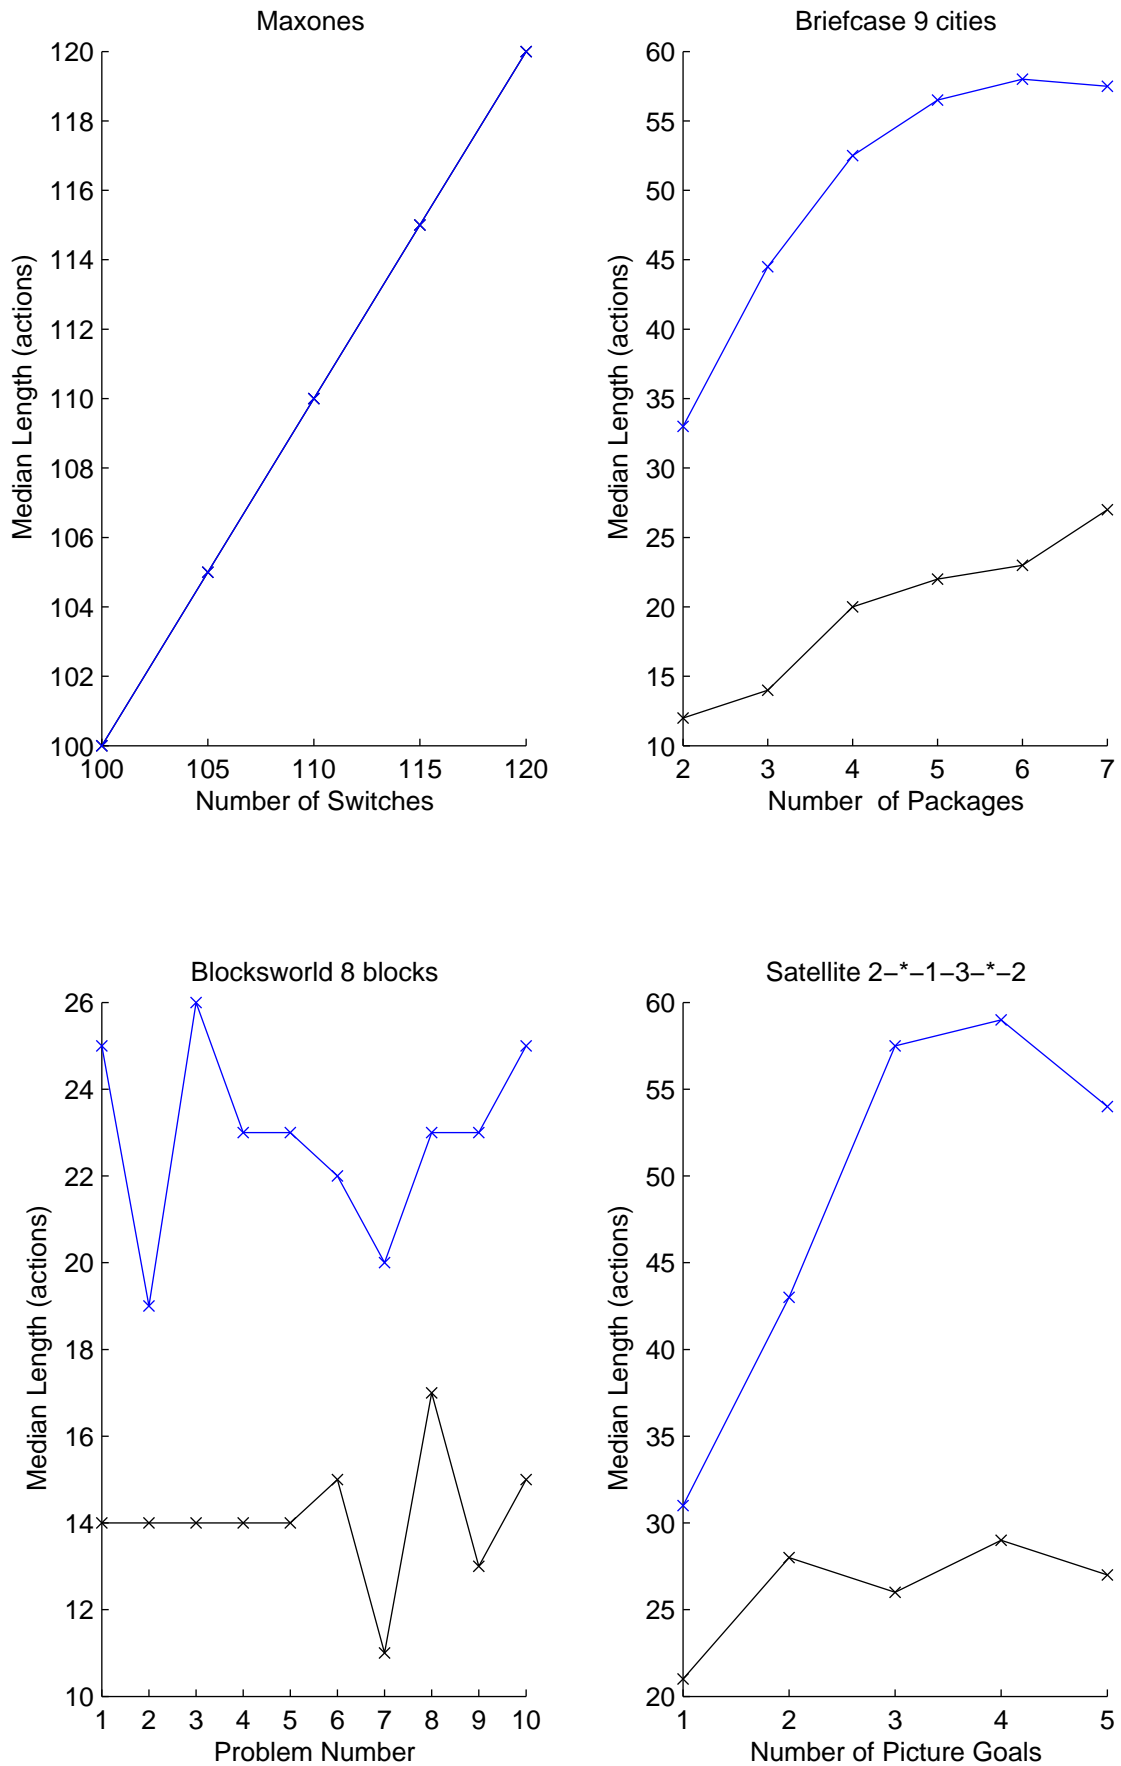 Maxones
120
118
116
114
112
110
108
106
104
102
100
Median Length (actions)
100 105 110 115 120
Number of Switches
Briefcase 9 cities
60
55
50
45
40
35
30
25
20
15
10
Median Length (actions)
2 3 4 5 6 7
Number of Packages
Blocksworld 8 blocks
26
24
22
20
18
16
14
12
10
Median Length (actions)
1 2 3 4 5 6 7 8 9 10
Problem Number
Satellite 2−*−1−3−*−2
60
55
50
45
40
35
30
25
20
Median Length (actions)
1 2 3 4 5
Number of Picture Goals